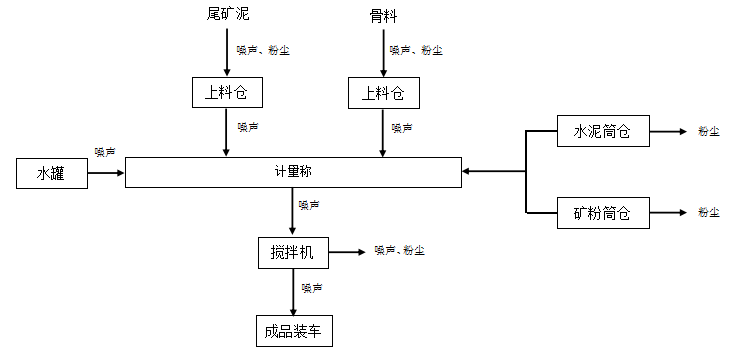 尾矿泥
骨料
噪声、粉尘
噪声、粉尘
上料仓
上料仓
噪声
噪声
水泥筒仓
粉尘
噪声
水罐
计量称
噪声
矿粉筒仓
粉尘
搅拌机
噪声、粉尘
噪声
成品装车